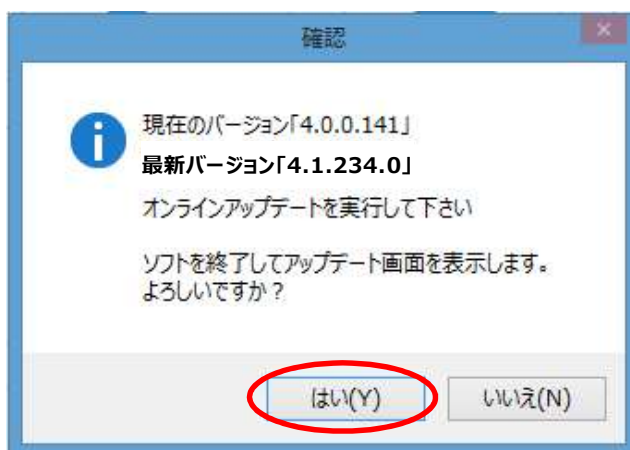 確認
現在のバージョン「4.0.0.141」
最新バージョン「4.1.234.0」
オンラインアップデートを実行して下さい
ソフトを終了してアップデート画面を表示します。
よろしいですか？
はい(Y)
いいえ(N)